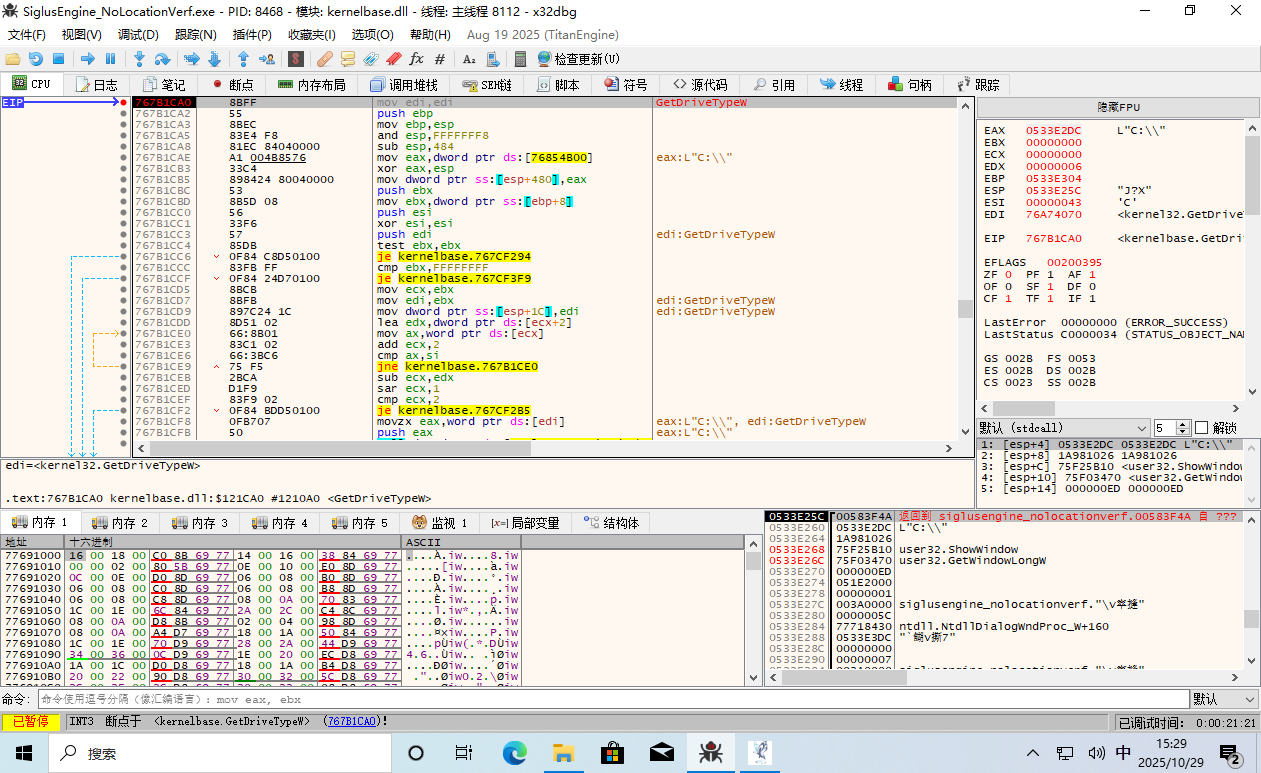 SiglusEngine_NoLocationVerf.exe - PID: 8468 - 模块: kernelbase.dll - 线程: 主线程 8112 - x32dbg
文件(F) 视图(V) 调试(D) 跟踪(N) 插件(P) 收藏夹(I) 选项(O) 帮助(H) Aug 19 2025 (TitanEngine)
检查更新(U)
CPU 日志 笔记 断点 内存布局 调用堆栈 SEH链 脚本 符号 源代码 引用 线程 句柄 跟踪
EIP
767B1CA0 8BFF mov edi,edi GetDriveTypeW
767B1CA2 55 push ebp
767B1CA3 8BEC mov ebp,esp
767B1CA5 83E4 F8 and esp,FFFFFFF8
767B1CA8 81EC 84040000 sub esp,484
767B1CAE A1 004B8576 mov eax,dword ptr ds:[76854B00] eax:L"C:\\"
767B1CB3 33C4 xor eax,esp
767B1CB5 898424 80040000 mov dword ptr ss:[esp+480],eax
767B1CBC 53 push ebx
767B1CBD 8B5D 08 mov ebx,dword ptr ss:[ebp+8]
767B1CC0 56 push esi
767B1CC1 33F6 xor esi,esi
767B1CC3 57 push edi edi:GetDriveTypeW
767B1CC4 85DB test ebx,ebx
767B1CC6 0F84 C8D50100 je kernelbase.767CF294
767B1CCC 83FB FF cmp ebx,FFFFFFFF
767B1CCF 0F84 24D70100 je kernelbase.767CF3F9
767B1CD5 8BCB mov ecx,ebx
767B1CD7 8BFB mov edi,ebx edi:GetDriveTypeW
767B1CD9 897C24 1C mov dword ptr ss:[esp+1C],edi edi:GetDriveTypeW
767B1CDD 8D51 02 lea edx,dword ptr ds:[ecx+2]
767B1CE0 66:8B01 mov ax,word ptr ds:[ecx]
767B1CE3 83C1 02 add ecx,2
767B1CE6 66:3BC6 cmp ax,si
767B1CE9 75 F5 jne kernelbase.767B1CE0
767B1CEB 2BCA sub ecx,edx
767B1CED D1F9 sar ecx,1
767B1CEF 83F9 02 cmp ecx,2
767B1CF2 0F84 BDD50100 je kernelbase.767CF2B5
767B1CF8 0FB707 movzx eax,word ptr ds:[edi] eax:L"C:\\", edi:GetDriveTypeW
767B1CFB 50 push eax eax:L"C:\\"
隐藏FPU
EAX 0533E2DC L"C:\\"
EBX 00000000
ECX 00000000
EDX 00000006
EBP 0533E304
ESP 0533E25C "J?X"
ESI 00000043 'C'
EDI 76A74070 <kernel32.GetDrive
EIP 767B1CA0 <kernelbase.GetDri
EFLAGS 00200395
ZF 0 PF 1 AF 1
OF 0 SF 1 DF 0
CF 1 TF 1 IF 1
LastError 00000000 (ERROR_SUCCESS)
LastStatus C0000034 (STATUS_OBJECT_NA
GS 002B FS 0053
ES 002B DS 002B
CS 0023 SS 002B
默认 (stdcall) 5 解锁
1: [esp+4] 0533E2DC 0533E2DC L"C:\\"
2: [esp+8] 1A981026 1A981026
3: [esp+C] 75F25B10 <user32.ShowWindow
4: [esp+10] 75F03470 <user32.GetWindow
5: [esp+14] 000000ED 000000ED
edi=<kernel32.GetDriveTypeW>
.text:767B1CA0 kernelbase.dll:$121CA0 #1210A0 <GetDriveTypeW>
内存 1 内存 2 内存 3 内存 4 内存 5 监视 1 局部变量 结构体
地址 十六进制 ASCII
77691000 16 00 18 00 C0 8B 69 77 14 00 16 00 38 84 69 77 ....À.iw....8.iw
77691010 00 00 02 00 80 5B 69 77 0E 00 10 00 E0 8D 69 77 .....[iw....à.iw
77691020 0C 00 0E 00 D0 8D 69 77 06 00 08 00 B0 8D 69 77 ....Ð.iw....°.iw
77691030 06 00 08 00 C0 8D 69 77
77691040 06 00 08 00 C8 8D 69 77 08 00 0A 00 70 83 69 77 ....È.iw....p.iw
77691050 1C 00 1E 00 6C 84 69 77 2A 00 2C 00 C4 8C 69 77 ....l.iw*.,.Ä.iw
77691060 08 00 0A 00 D8 8B 69 77 02 00 04 00 98 8D 69 77 ....Ø.iw......iw
77691070 08 00 0A 00 A4 D7 69 77 18 00 1A 00 50 84 69 77 ....¤×iw....P.iw
77691080 1C 00 1E 00 70 D9 69 77 28 00 2A 00 44 D9 69 77 ....pÙiw(.*.DÙiw
77691090 34 00 36 00 0C D9 69 77 1E 00 20 00 EC D8 69 77 4.6..Ùiw.. .ìØiw
776910A0 1A 00 1C 00 D0 D8 69 77 18 00 1A 00 B4 D8 69 77 ....ÐØiw....´Øiw
776910B0 20 00 22 00 90 D8 69 77 30 00 32 00 5C D8 69 77 .".Øiw0.2.\Øiw
0533E25C 00583F4A 返回到 siglusengine_nolocationverf.00583F4A 自 ???
0533E260 0533E2DC L"C:\\"
0533E264 1A981026
0533E268 75F25B10 user32.ShowWindow
0533E26C 75F03470 user32.GetWindowLongW
0533E270 000000ED
0533E274 051E2000
0533E278 00000001
0533E27C 003A0000
0533E280 0000005C
0533E284 77718430 ntdll.NtdllDialogWndProc_W+160
0533E288 0533E3DC
0533E28C 00000000
0533E290 00000007
命令: 命令使用逗号分隔（像汇编语言）: mov eax, ebx 默认
已暂停 INT3 断点于 <kernelbase.GetDriveTypeW> (767B1CA0)! 已调试时间: 0:00:21:21
搜索
中 15:29
2025/10/29
2